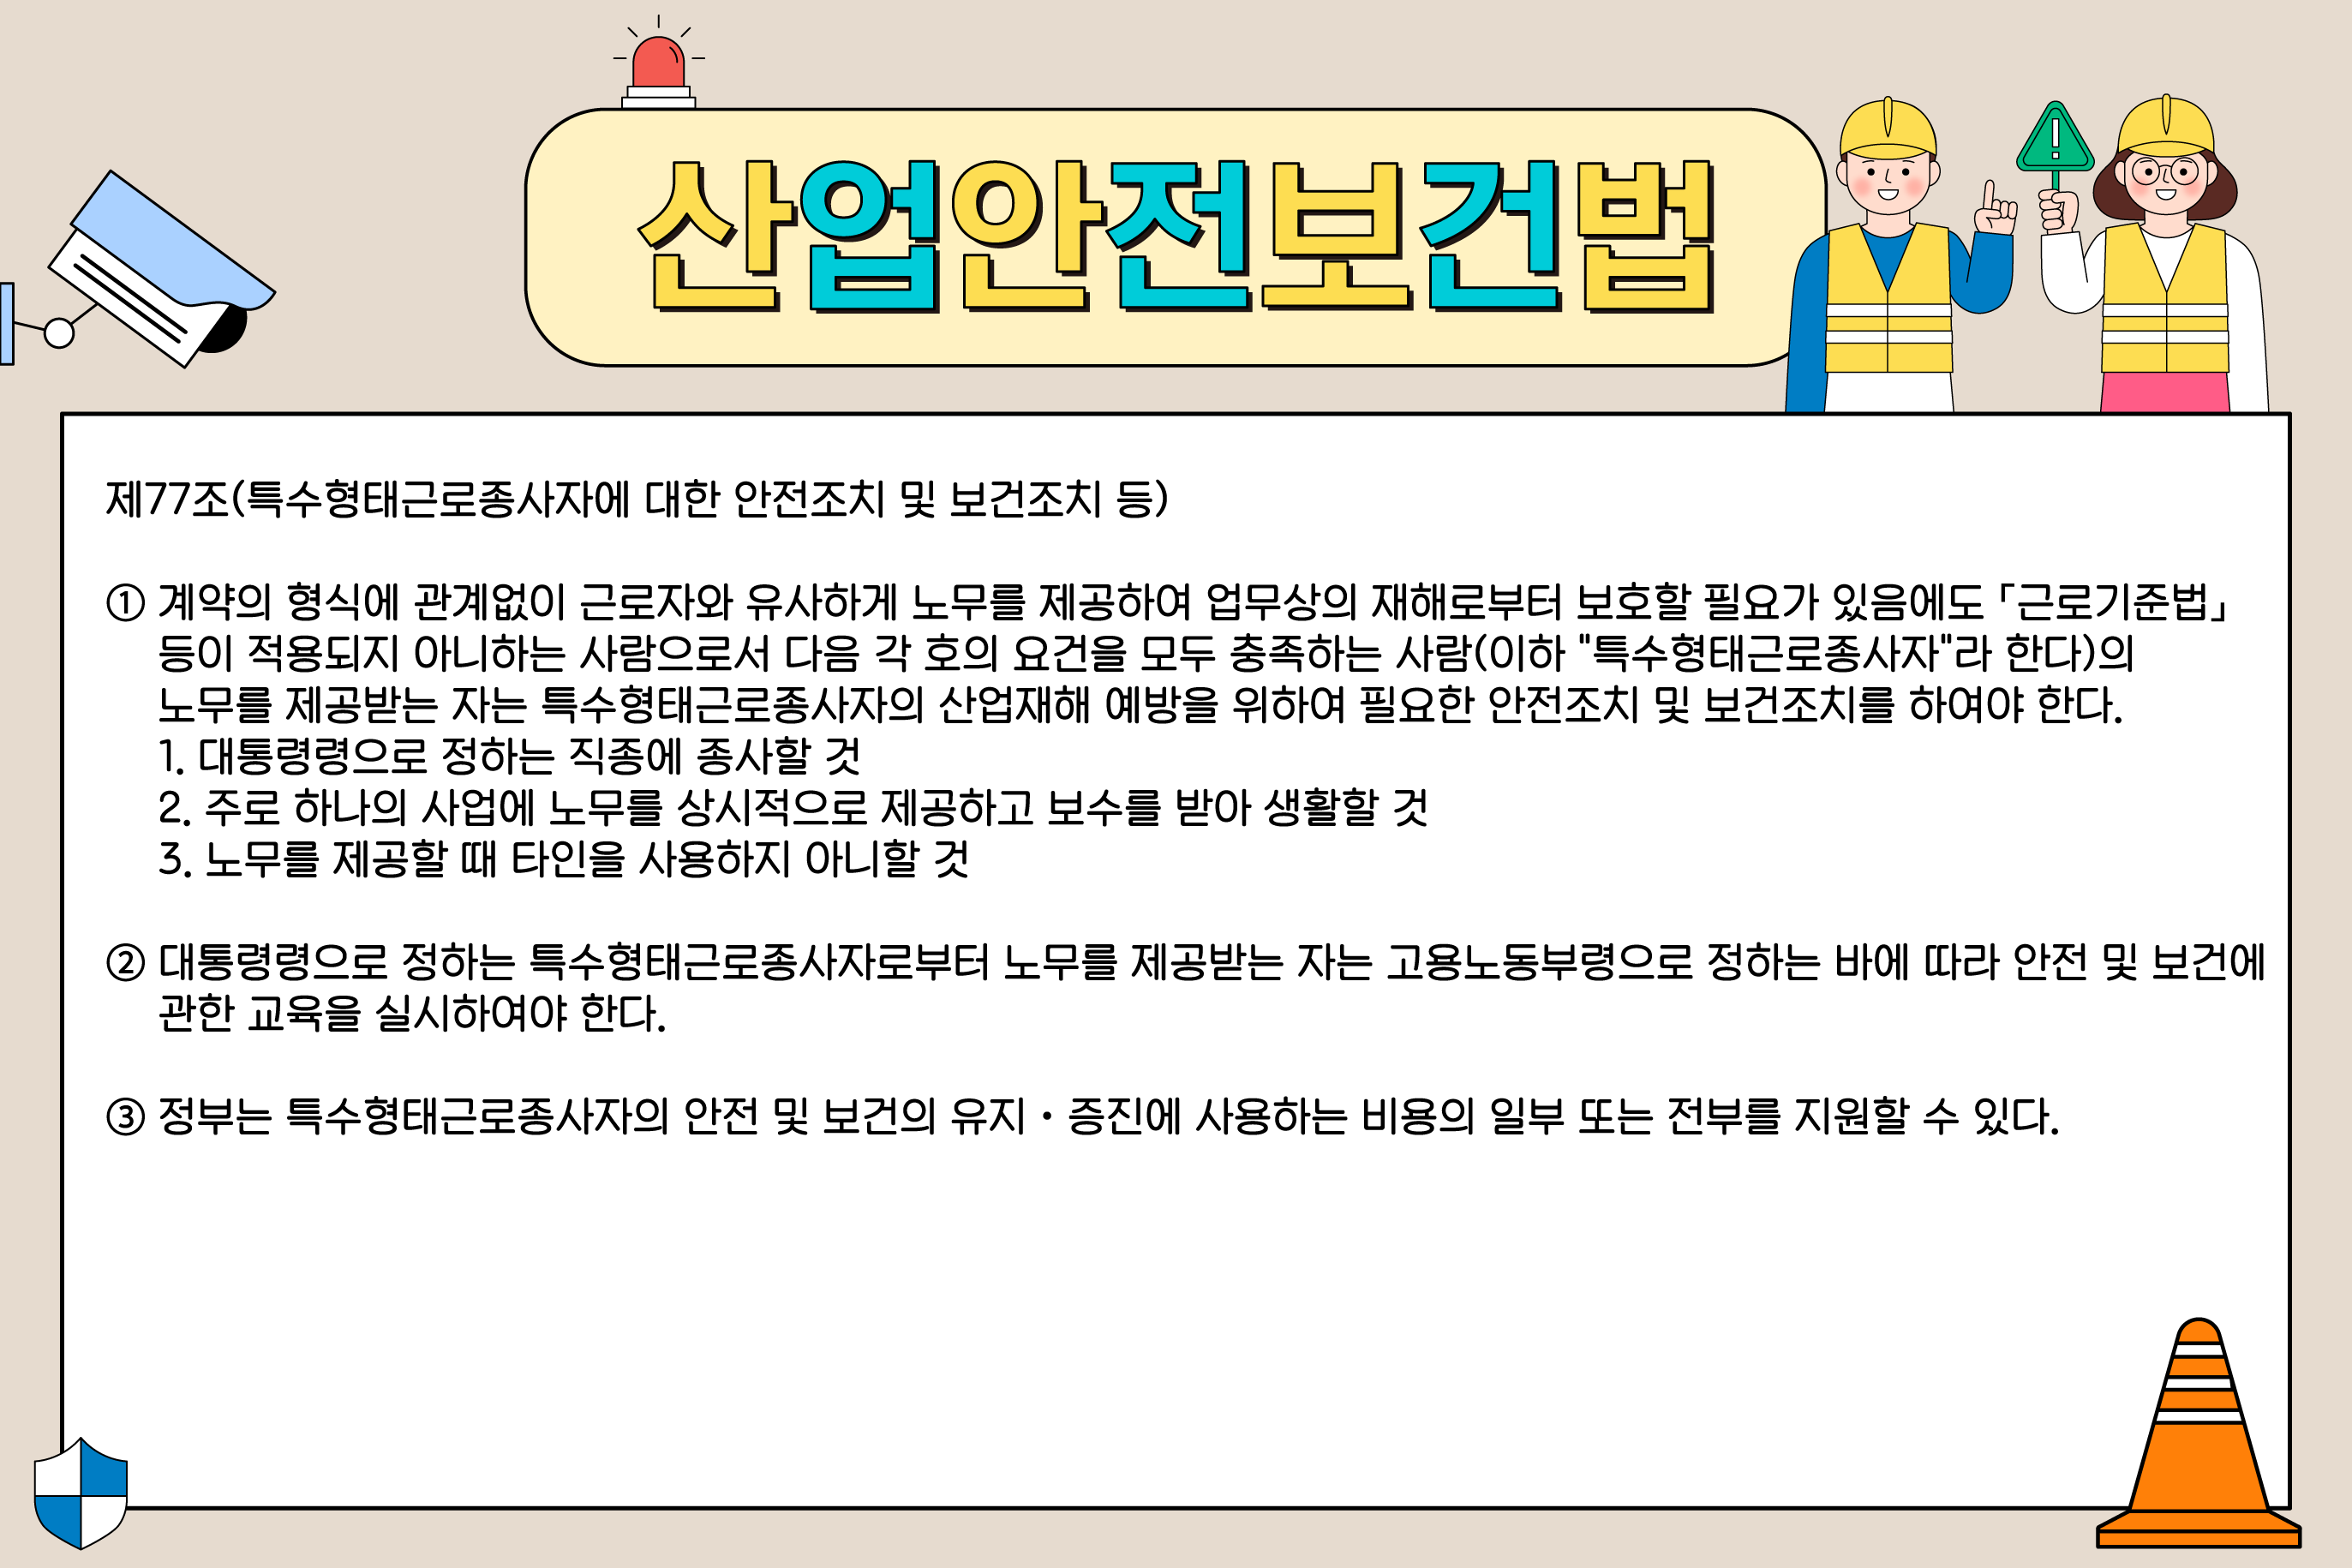 산업안전보건법
제77조(특수형태근로종사자에 대한 안전조치 및 보건조치 등)
① 계약의 형식에 관계없이 근로자와 유사하게 노무를 제공하여 업무상의 재해로부터 보호할 필요가 있음에도 「근로기준법」
등이 적용되지 아니하는 사람으로서 다음 각 호의 요건을 모두 충족하는 사람(이하 "특수형태근로종사자"라 한다)의
노무를 제공받는 자는 특수형태근로종사자의 산업재해 예방을 위하여 필요한 안전조치 및 보건조치를 하여야 한다.
1. 대통령령으로 정하는 직종에 종사할 것
2. 주로 하나의 사업에 노무를 상시적으로 제공하고 보수를 받아 생활할 것
3. 노무를 제공할 때 타인을 사용하지 아니할 것
② 대통령령으로 정하는 특수형태근로종사자로부터 노무를 제공받는 자는 고용노동부령으로 정하는 바에 따라 안전 및 보건에
관한 교육을 실시하여야 한다.
③ 정부는 특수형태근로종사자의 안전 및 보건의 유지・증진에 사용하는 비용의 일부 또는 전부를 지원할 수 있다.